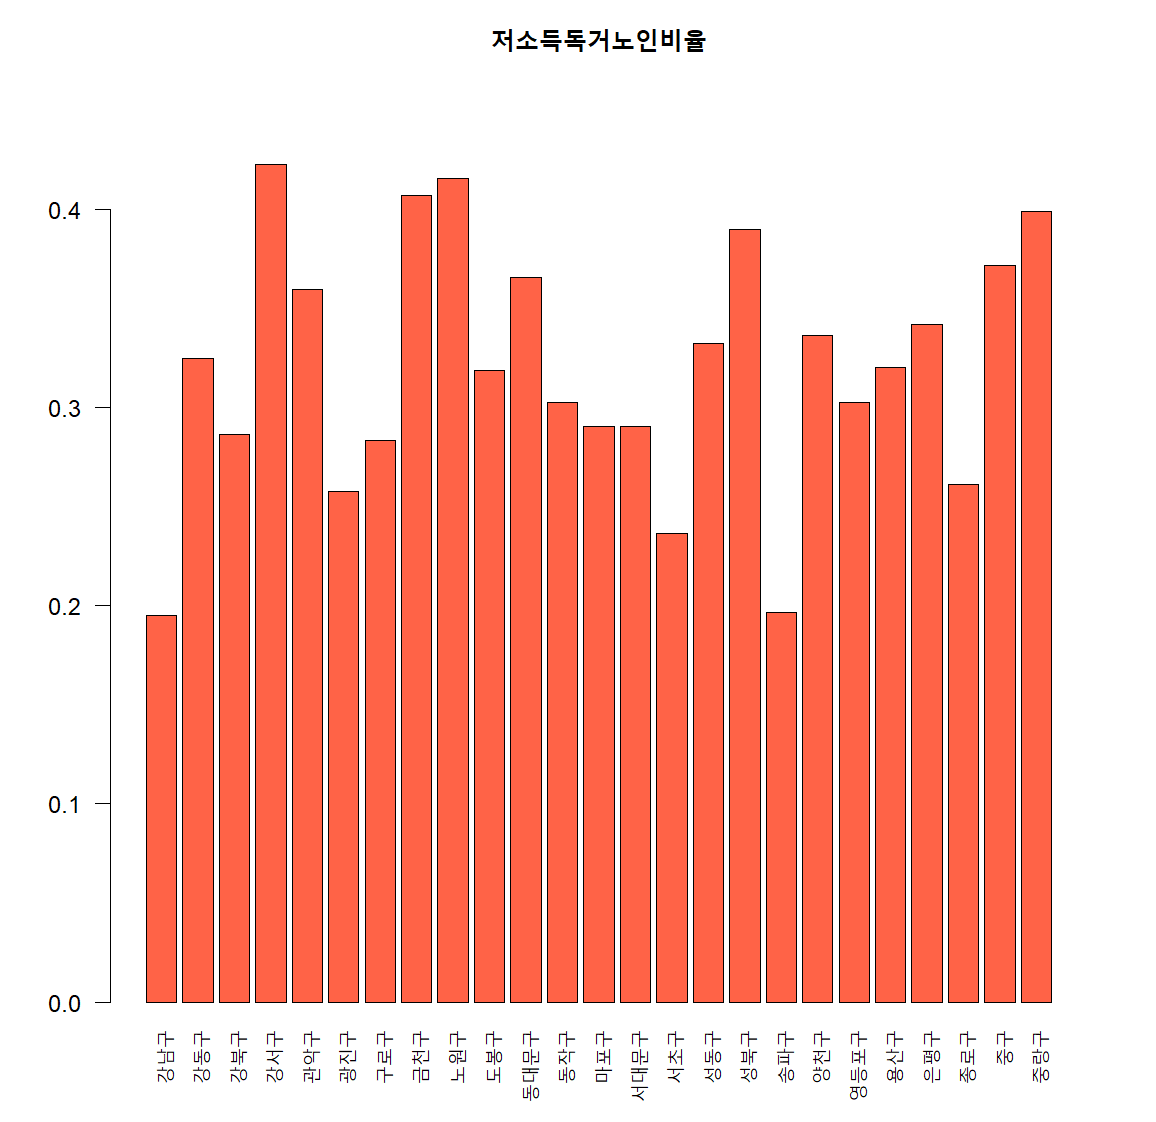 저소득독거노인비율
0.4
0.3
0.2
0.1
0.0
강남구
강동구
강북구
강서구
관악구
광진구
구로구
금천구
노원구
도봉구
동대문구
동작구
마포구
서대문구
서초구
성동구
성북구
송파구
양천구
영등포구
용산구
은평구
종로구
중구
중랑구